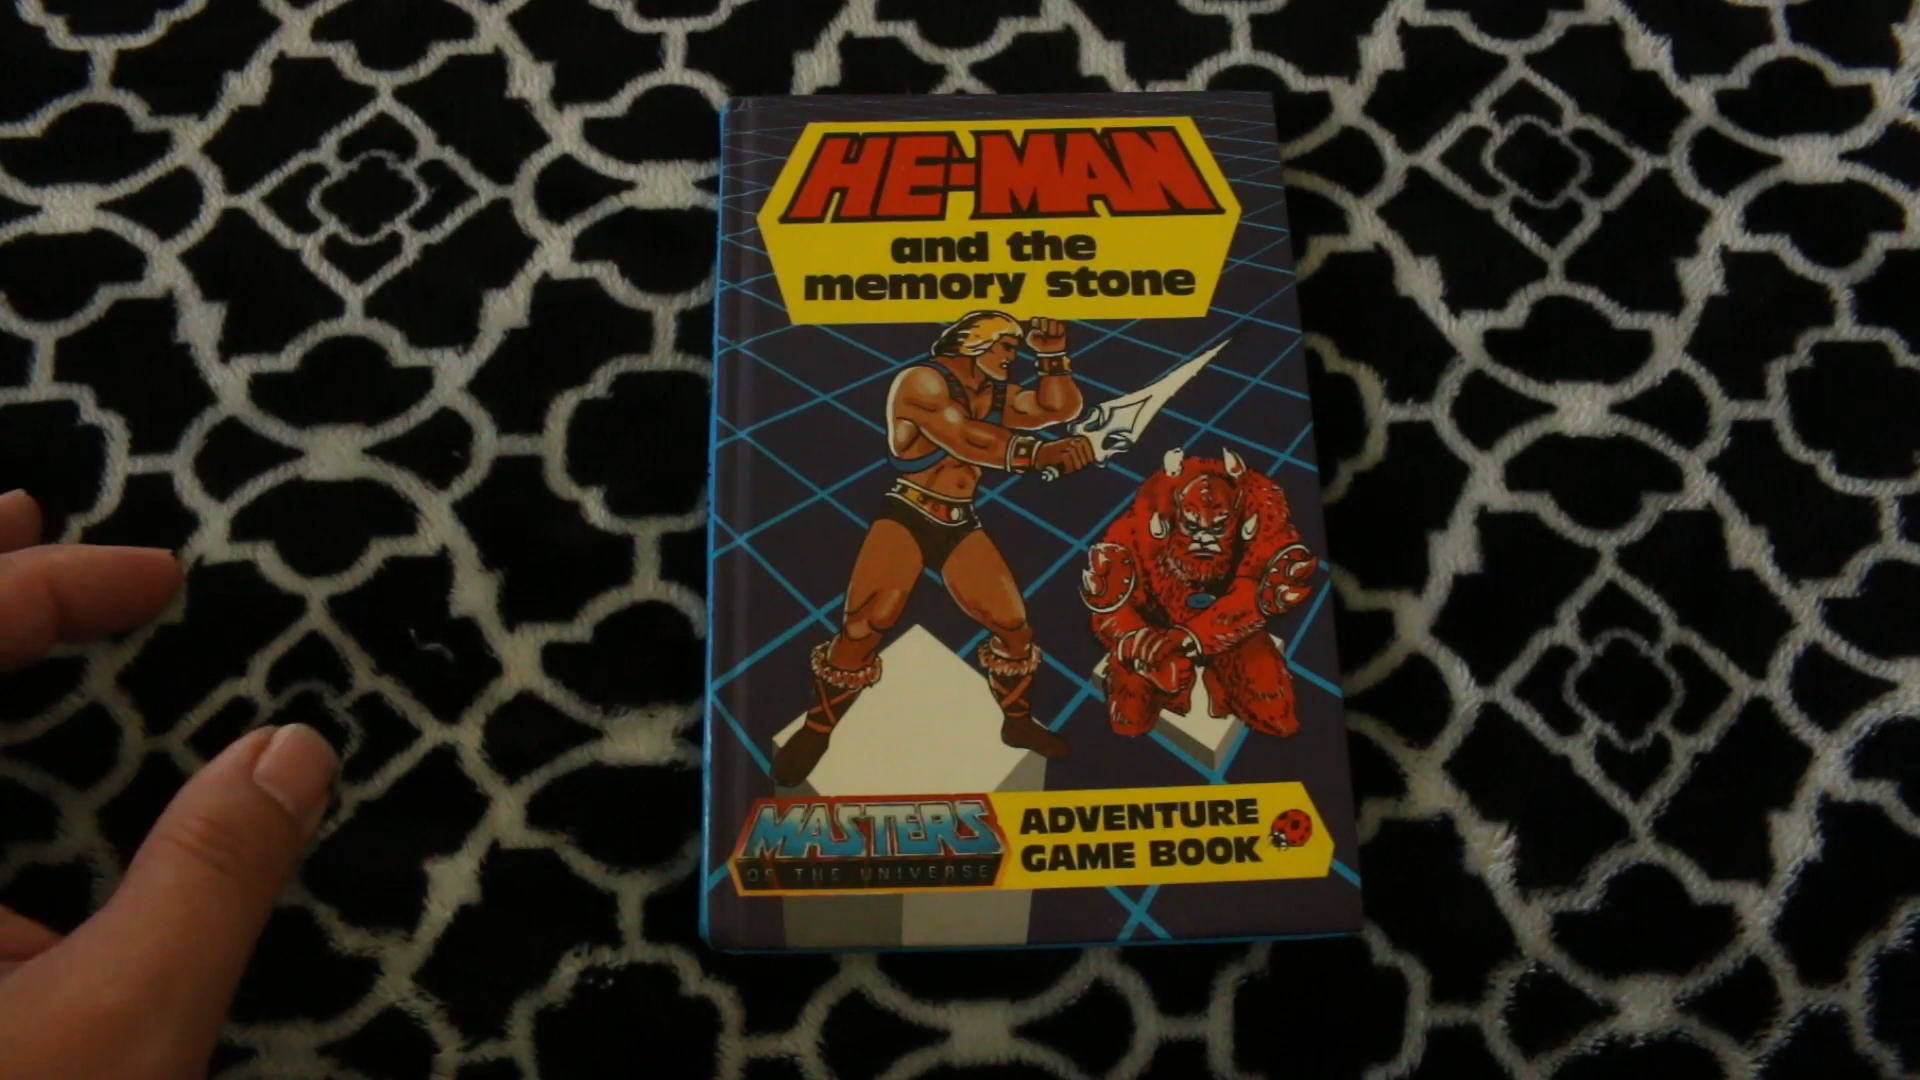 HE-MAN
and the
memory stone
MASTERS
OF THE UNIVERSE
ADVENTURE
GAME BOOK